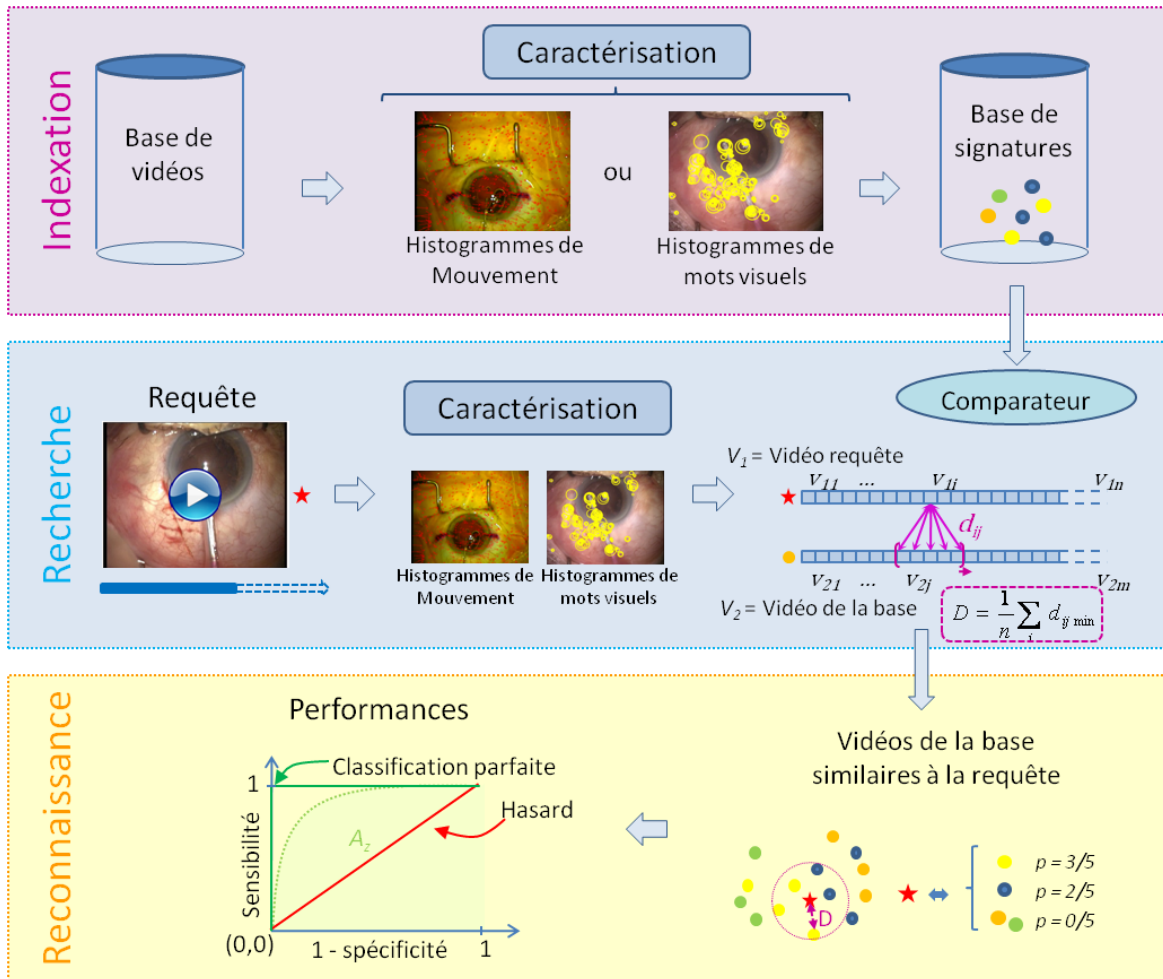 Indexation
Base de
vidéos
Caractérisation
ou
Histogrammes de
Mouvement
Histogrammes de
mots visuels
Base de
signatures
Recherche
Requête
Caractérisation
Histogrammes de
Mouvement
Histogrammes de
mots visuels
Comparateur
V₁ = Vidéo requête
v₁₁ ... v₁ᵢ v₁ₙ
dᵢⱼ
v₂₁ ... v₂ⱼ v₂ₘ
V₂ = Vidéo de la base
D = 1/n ∑ᵢ dᵢⱼ ₘᵢₙ
Reconnaissance
Performances
Classification parfaite
1
Hasard
A_z
Sensibilité
(0,0)
1 - spécificité
1
Vidéos de la base
similaires à la requête
D
p = 3/5
p = 2/5
p = 0/5